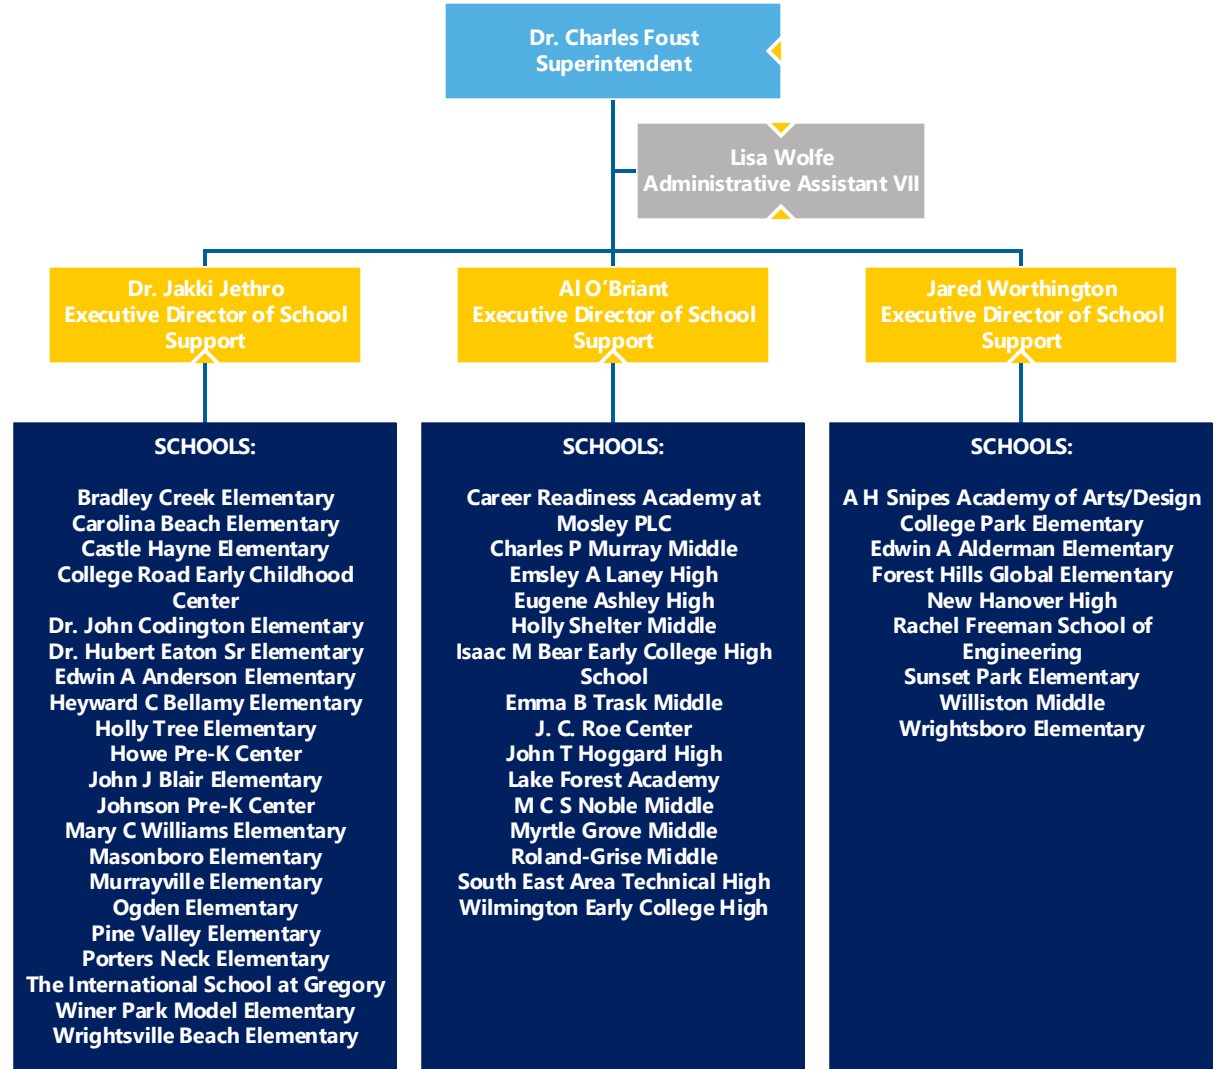 Dr. Charles Foust
Superintendent
Lisa Wolfe
Administrative Assistant VII
Dr. Jakki Jethro
Executive Director of School
Support
Al O’Briant
Executive Director of School
Support
Jared Worthington
Executive Director of School
Support
SCHOOLS:
Bradley Creek Elementary
Carolina Beach Elementary
Castle Hayne Elementary
College Road Early Childhood
Center
Dr. John Codington Elementary
Dr. Hubert Eaton Sr Elementary
Edwin A Anderson Elementary
Heyward C Bellamy Elementary
Holly Tree Elementary
Howe Pre-K Center
John J Blair Elementary
Johnson Pre-K Center
Mary C Williams Elementary
Masonboro Elementary
Murrayville Elementary
Ogden Elementary
Pine Valley Elementary
Porters Neck Elementary
The International School at Gregory
Winer Park Model Elementary
Wrightsville Beach Elementary
SCHOOLS:
Career Readiness Academy at
Mosley PLC
Charles P Murray Middle
Emsley A Laney High
Eugene Ashley High
Holly Shelter Middle
Isaac M Bear Early College High
School
Emma B Trask Middle
J. C. Roe Center
John T Hoggard High
Lake Forest Academy
M C S Noble Middle
Myrtle Grove Middle
Roland-Grise Middle
South East Area Technical High
Wilmington Early College High
SCHOOLS:
A H Snipes Academy of Arts/Design
College Park Elementary
Edwin A Alderman Elementary
Forest Hills Global Elementary
New Hanover High
Rachel Freeman School of
Engineering
Sunset Park Elementary
Williston Middle
Wrightsboro Elementary